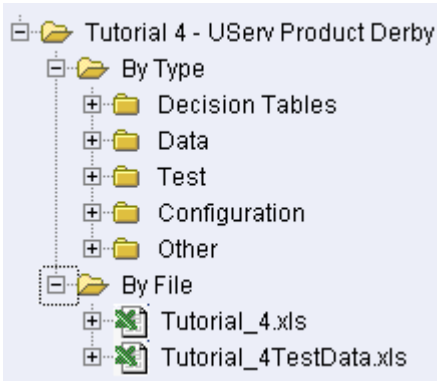 Tutorial 4 - UServ Product Derby
By Type
Decision Tables
Data
Test
Configuration
Other
By File
Tutorial_4.xls
Tutorial_4TestData.xls